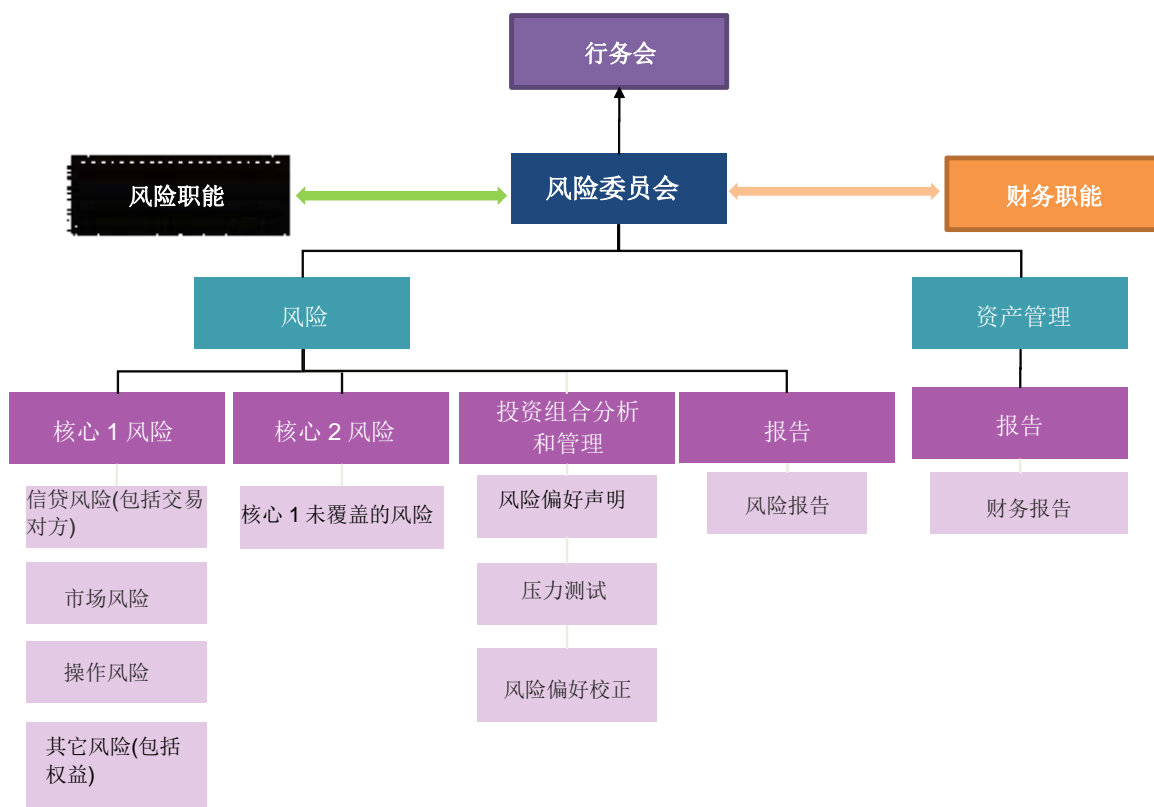 行务会
风险职能
风险委员会
财务职能
风险
资产管理
核心 1 风险
核心 2 风险
投资组合分析
和管理
报告
报告
信贷风险(包括交易
对方)
核心 1 未覆盖的风险
风险偏好声明
风险报告
财务报告
市场风险
压力测试
操作风险
风险偏好校正
其它风险(包括
权益)